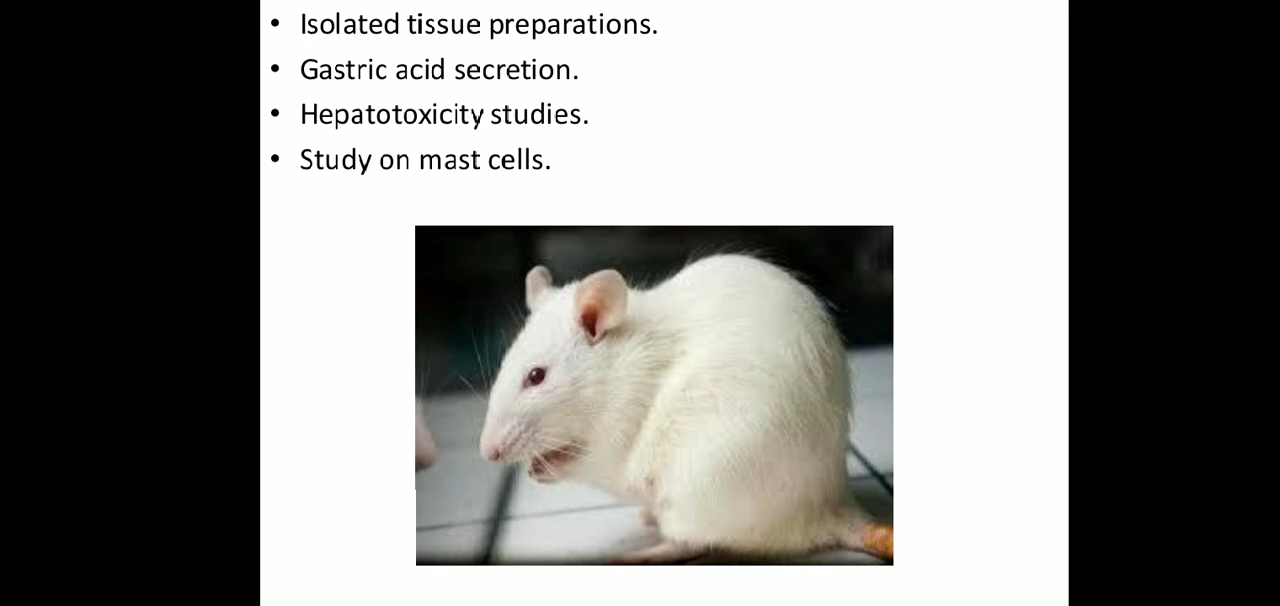 • Isolated tissue preparations.
• Gastric acid secretion.
• Hepatotoxicity studies.
• Study on mast cells.